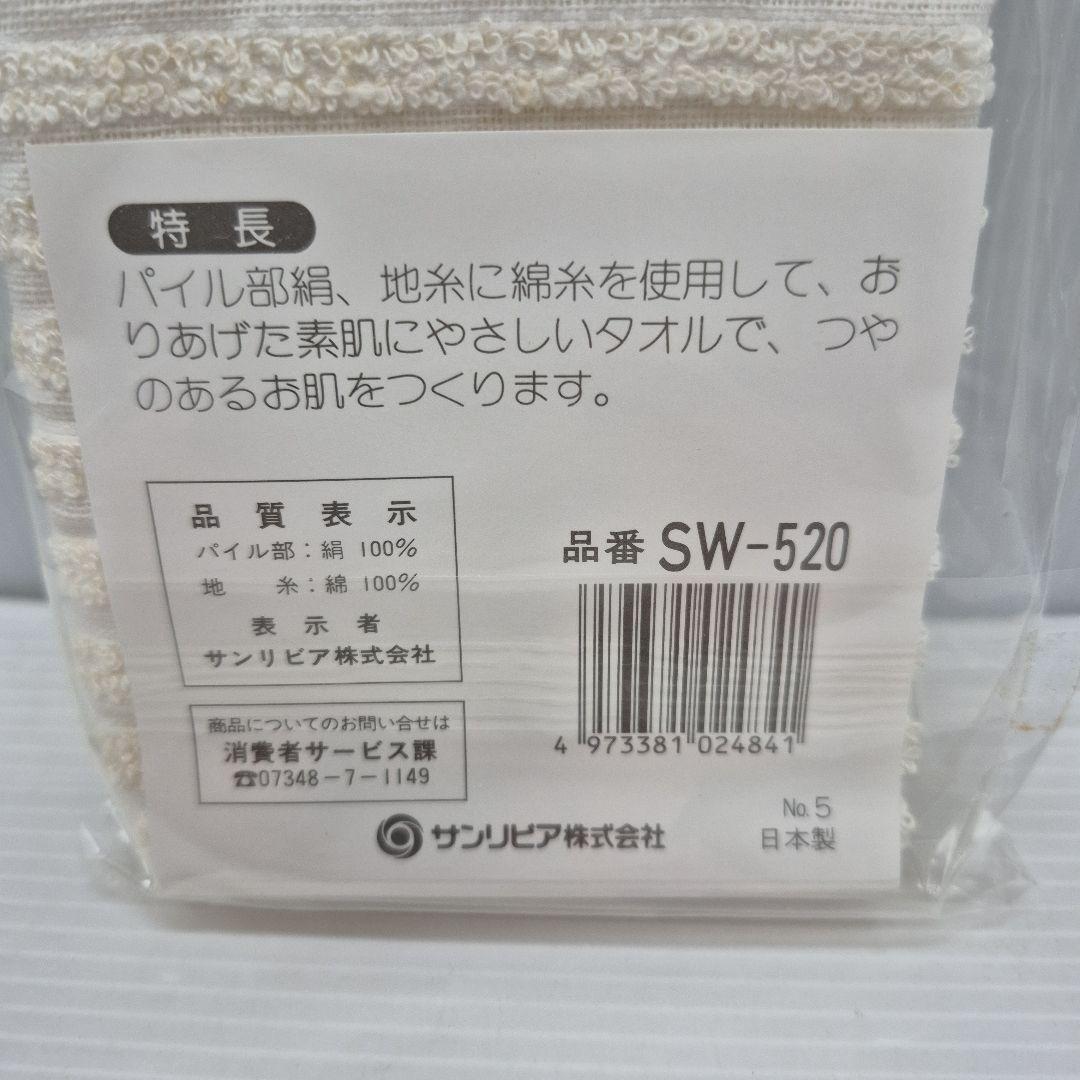 特長
パイル部絹、地糸に綿糸を使用して、お
りあげた素肌にやさしいタオルで、つや
のあるお肌をつくります。
品質表示
パイル部：絹 100%
地糸：綿 100%
表示者
サンリビア株式会社
商品についてのお問い合せは
消費者サービス課
☎07348-7-1149
品番 SW-520
4 973381 024841
No.5
日本製
サンリビア株式会社